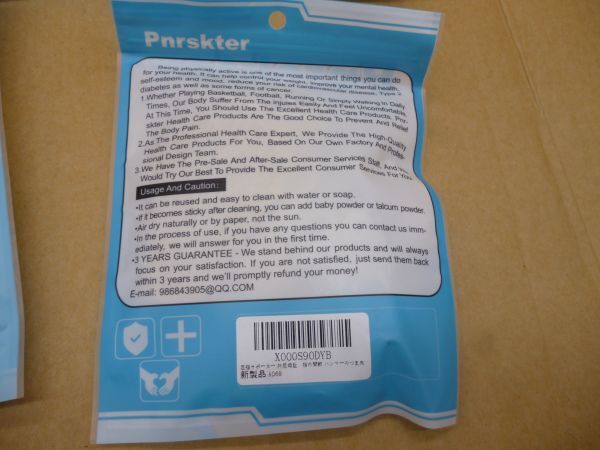 Pnrskter
Being physically active is one of the most important things you can do
for your health. It can help control your weight, improve your mental health,
self-esteem and mood, reduce your risk of cardiovascular disease, Type 2
diabetes as well as some forms of cancer.
1.Whether Playing Basketball, Football, Running Or Simply Walking In Daily
Times, Our Body Suffer From The Injuies Easily And Feel Uncomfortable.
At This Time, You Should Use The Excellent Health Care Products. Pnr-
skter Health Care Products Are The Good Choice To Prevent And Relief
The Body Pain.
2.As The Professional Health Care Expert, We Provide The High-Quality
Health Care Products For You, Based On Our Own Factory And Profes-
sional Design Team.
3.We Have The Pre-Sale And After-Sale Consumer Services Staff, And
Would Try Our Best To Provide The Excellent Consumer Services For You
Usage And Caution:
•It can be reused and easy to clean with water or soap.
•If it becomes sticky after cleaning, you can add baby powder or talcum powder.
•Air dry naturally or by paper, not the sun.
•In the process of use, if you have any questions you can contact us imm-
ediately, we will answer for you in the first time.
•3 YEARS GUARANTEE - We stand behind our products and will always
focus on your satisfaction. If you are not satisfied, just send them back
within 3 years and we'll promptly refund your money!
E-mail: 986843905@QQ.COM
X000S90DYB
新製品